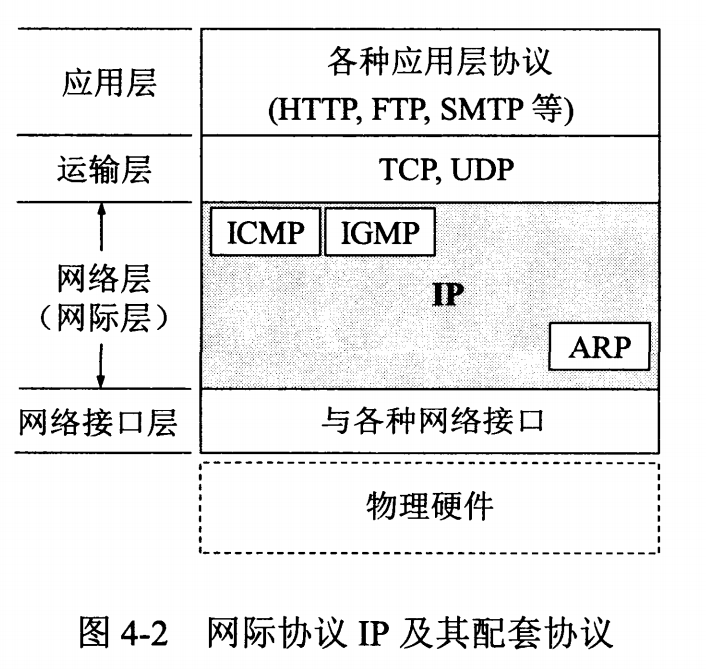 应用层
各种应用层协议
(HTTP, FTP, SMTP 等)
运输层
TCP, UDP
ICMP
IGMP
网络层
(网际层)
IP
ARP
网络接口层
与各种网络接口
物理硬件
图 4-2 网际协议 IP 及其配套协议